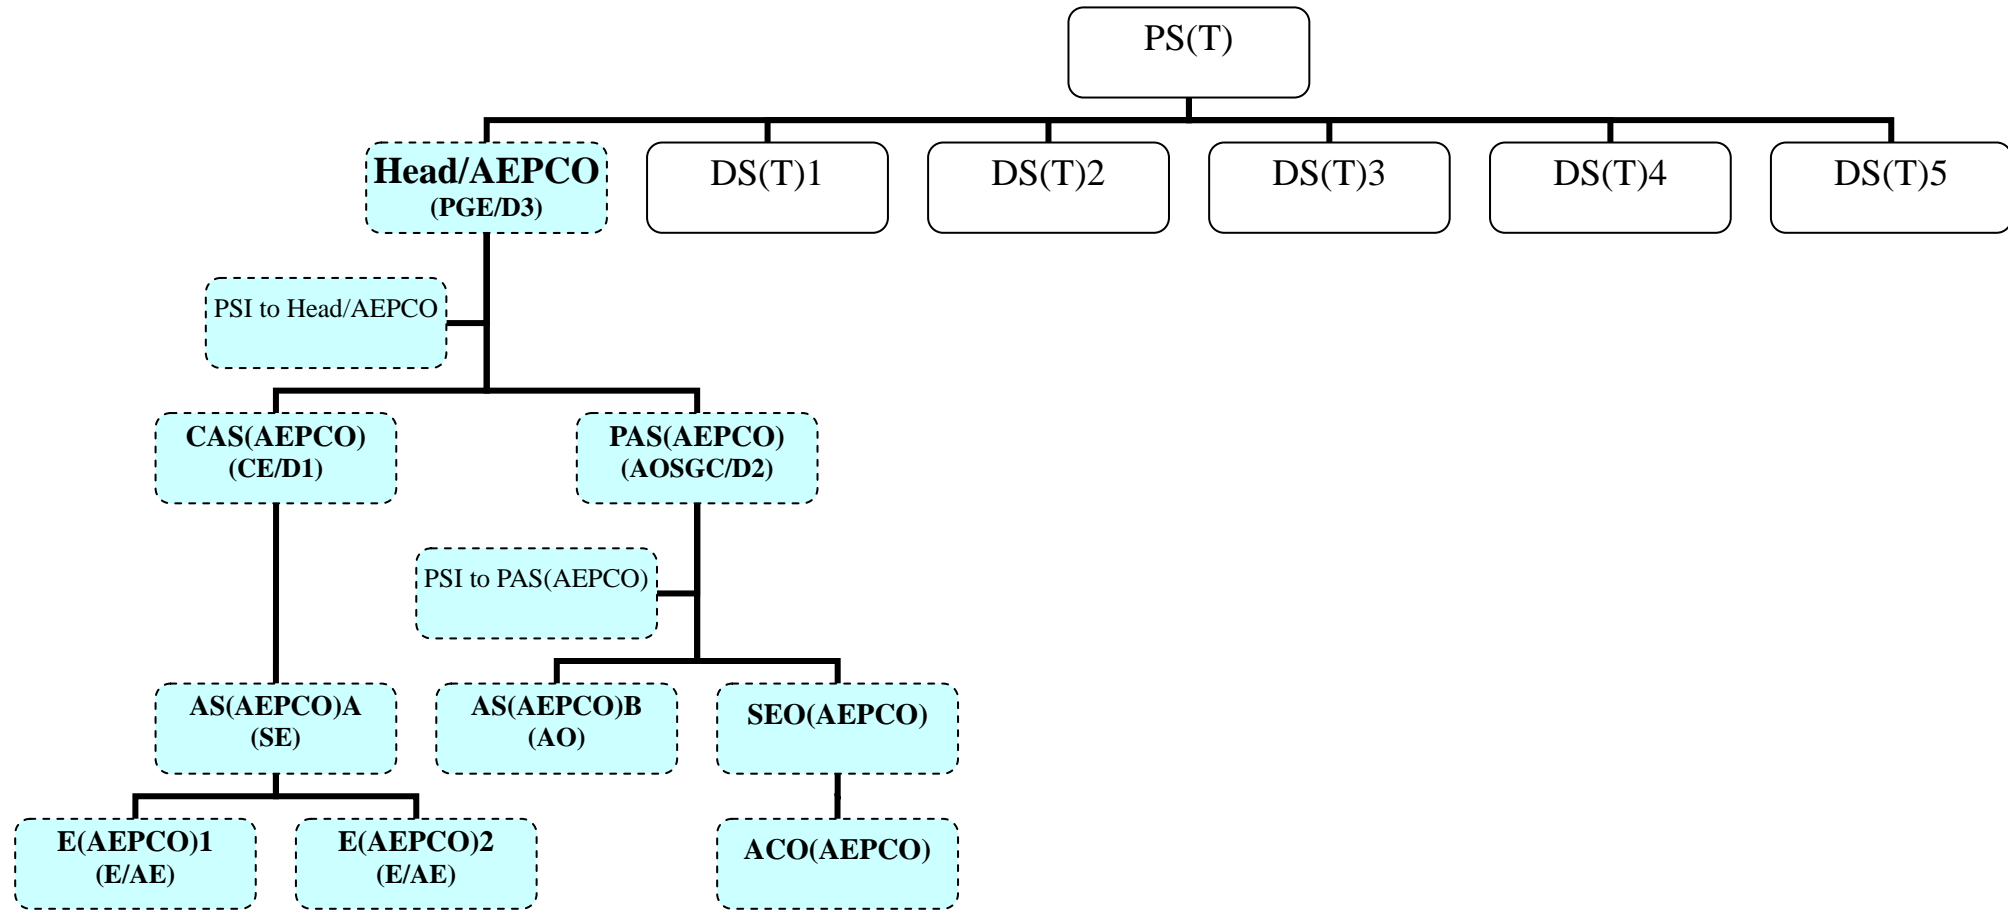 PS(T)
Head/AEPCO
(PGE/D3)
DS(T)1
DS(T)2
DS(T)3
DS(T)4
DS(T)5
PSI to Head/AEPCO
CAS(AEPCO)
(CE/D1)
PAS(AEPCO)
(AOSGC/D2)
PSI to PAS(AEPCO)
AS(AEPCO)A
(SE)
AS(AEPCO)B
(AO)
SEO(AEPCO)
E(AEPCO)1
(E/AE)
E(AEPCO)2
(E/AE)
ACO(AEPCO)